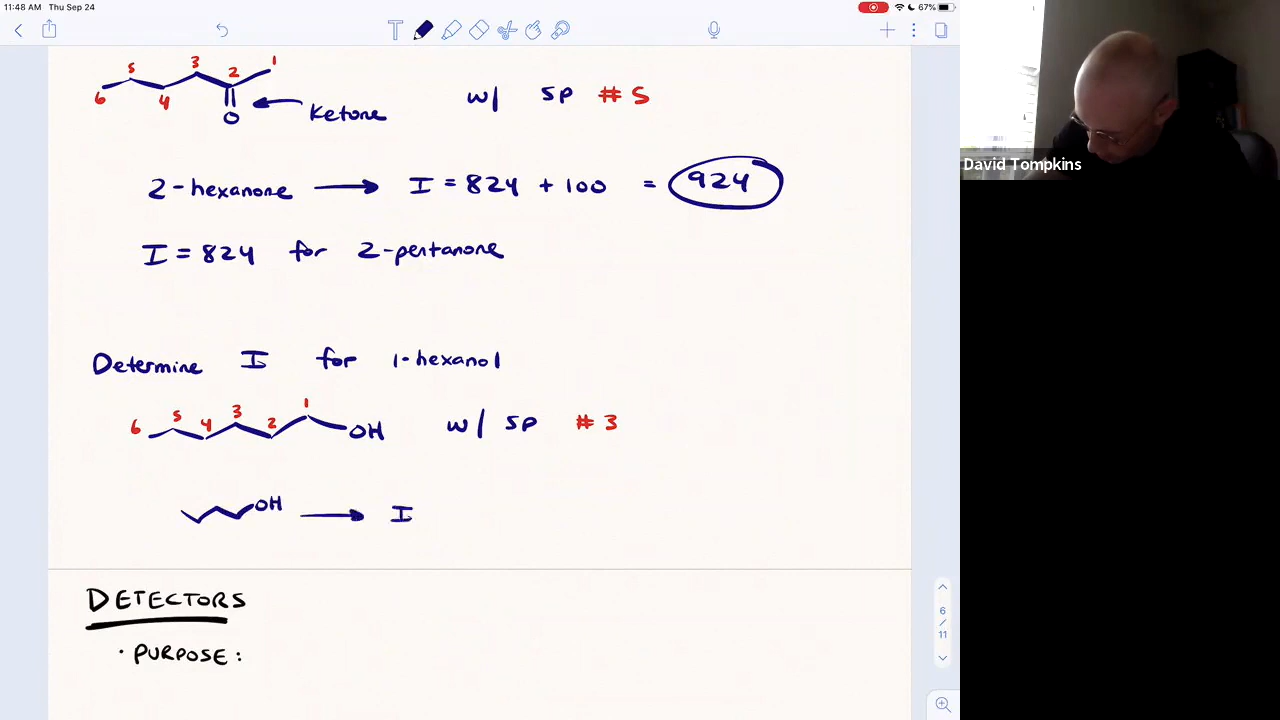 11:48 AM Thu Sep 24
67%
5 3 2 1
6 4
O
Ketone
w/ SP # 5
2-hexanone → I = 824 + 100 = 924
I = 824 for 2-pentanone
Determine I for 1-hexanol
6 5 4 3 2 1
OH
w/ SP # 3
OH → I
DETECTORS
· PURPOSE:
6
/
11
David Tompkins